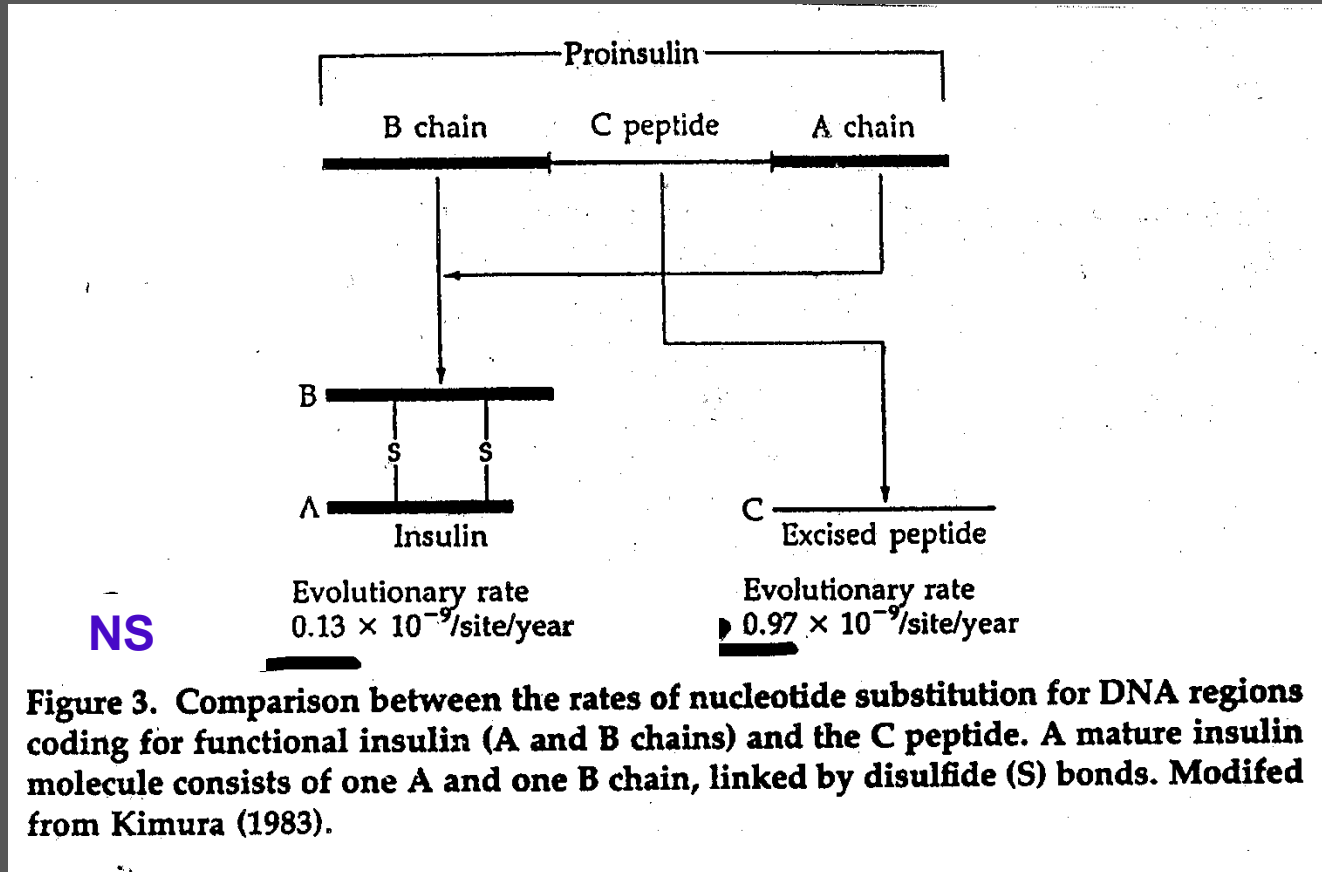 Proinsulin
B chain C peptide A chain
B
S S
A
Insulin
C
Excised peptide
Evolutionary rate
0.13 × 10⁻⁹/site/year
Evolutionary rate
0.97 × 10⁻⁹/site/year
NS
Figure 3. Comparison between the rates of nucleotide substitution for DNA regions
coding for functional insulin (A and B chains) and the C peptide. A mature insulin
molecule consists of one A and one B chain, linked by disulfide (S) bonds. Modifed
from Kimura (1983).